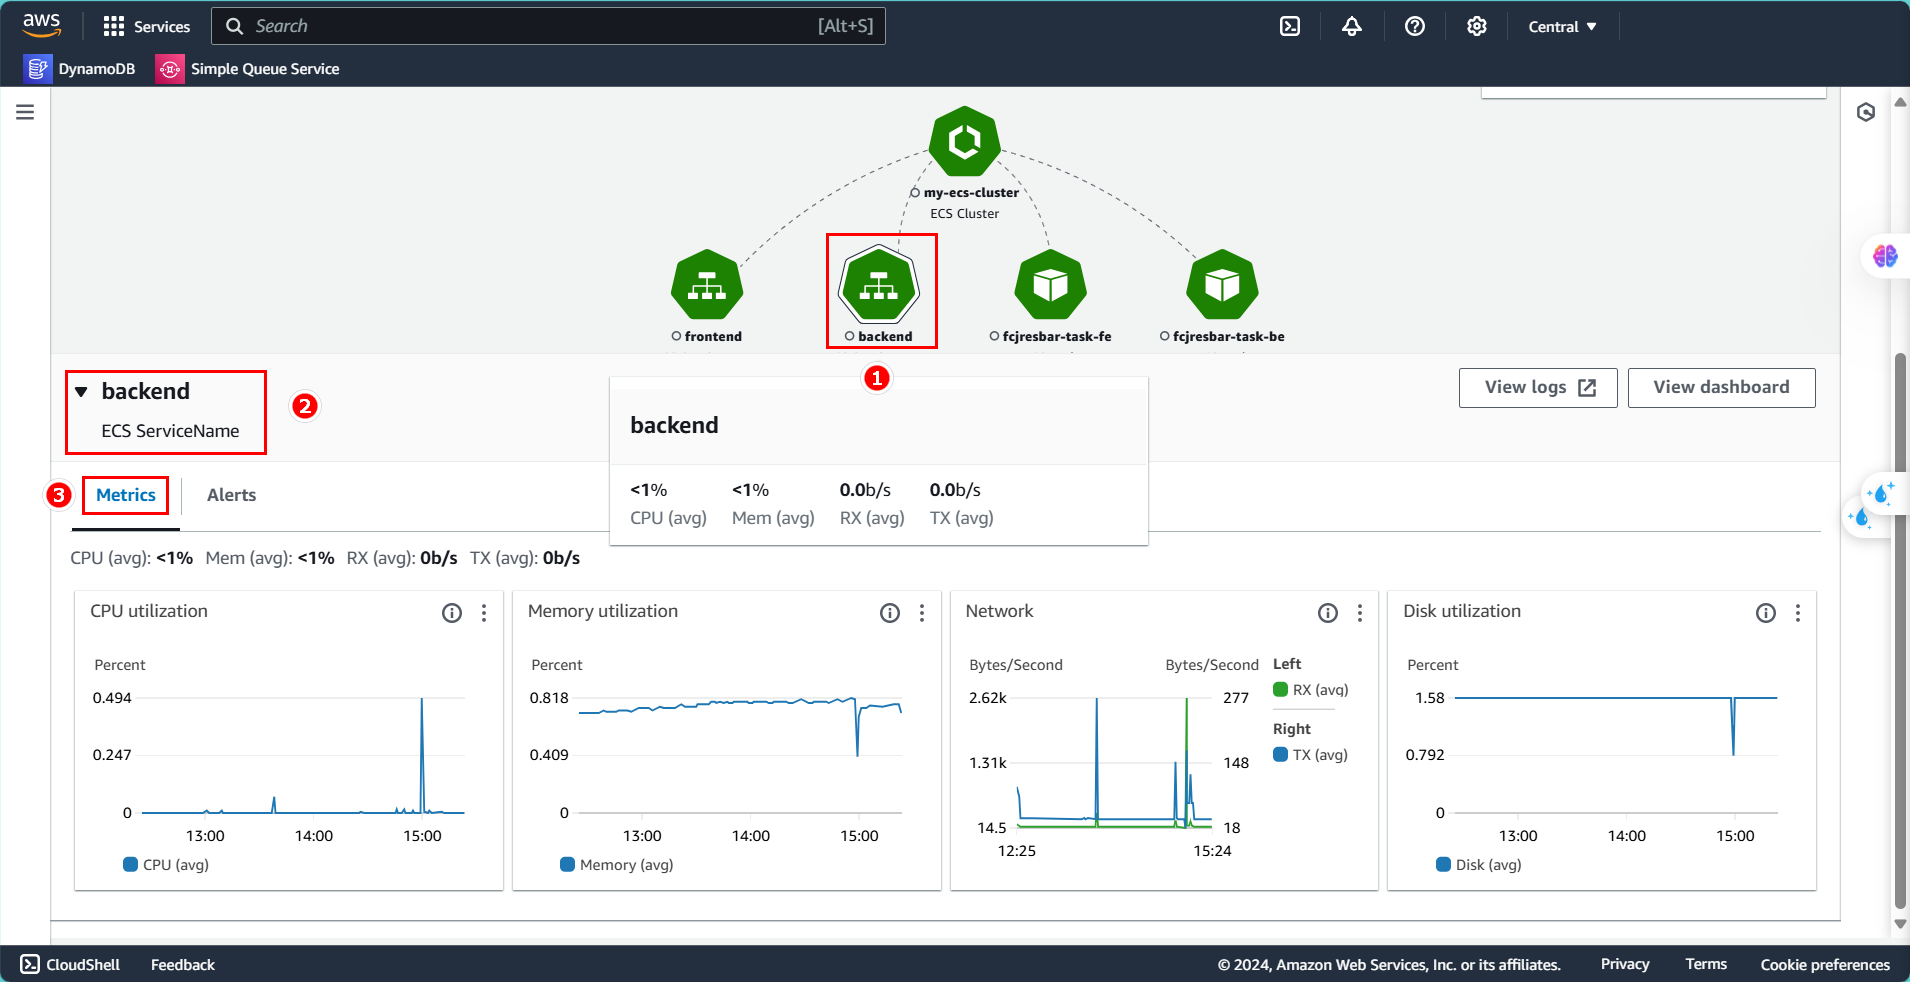 aws
Services
Search
[Alt+S]
Central
DynamoDB
Simple Queue Service
my-ecs-cluster
ECS Cluster
frontend
backend
fcjresbar-task-fe
fcjresbar-task-be
1
backend
ECS ServiceName
2
View logs
View dashboard
backend
<1%
CPU (avg)
<1%
Mem (avg)
0.0b/s
RX (avg)
0.0b/s
TX (avg)
3
Metrics
Alerts
CPU (avg): <1% Mem (avg): <1% RX (avg): 0b/s TX (avg): 0b/s
CPU utilization
Percent
0.494
0.247
0
13:00 14:00 15:00
CPU (avg)
Memory utilization
Percent
0.818
0.409
0
13:00 14:00 15:00
Memory (avg)
Network
Bytes/Second
Bytes/Second
2.62k
1.31k
14.5
277
148
18
12:25 15:24
Left
RX (avg)
Right
TX (avg)
Disk utilization
Percent
1.58
0.792
0
13:00 14:00 15:00
Disk (avg)
CloudShell
Feedback
© 2024, Amazon Web Services, Inc. or its affiliates.
Privacy
Terms
Cookie preferences